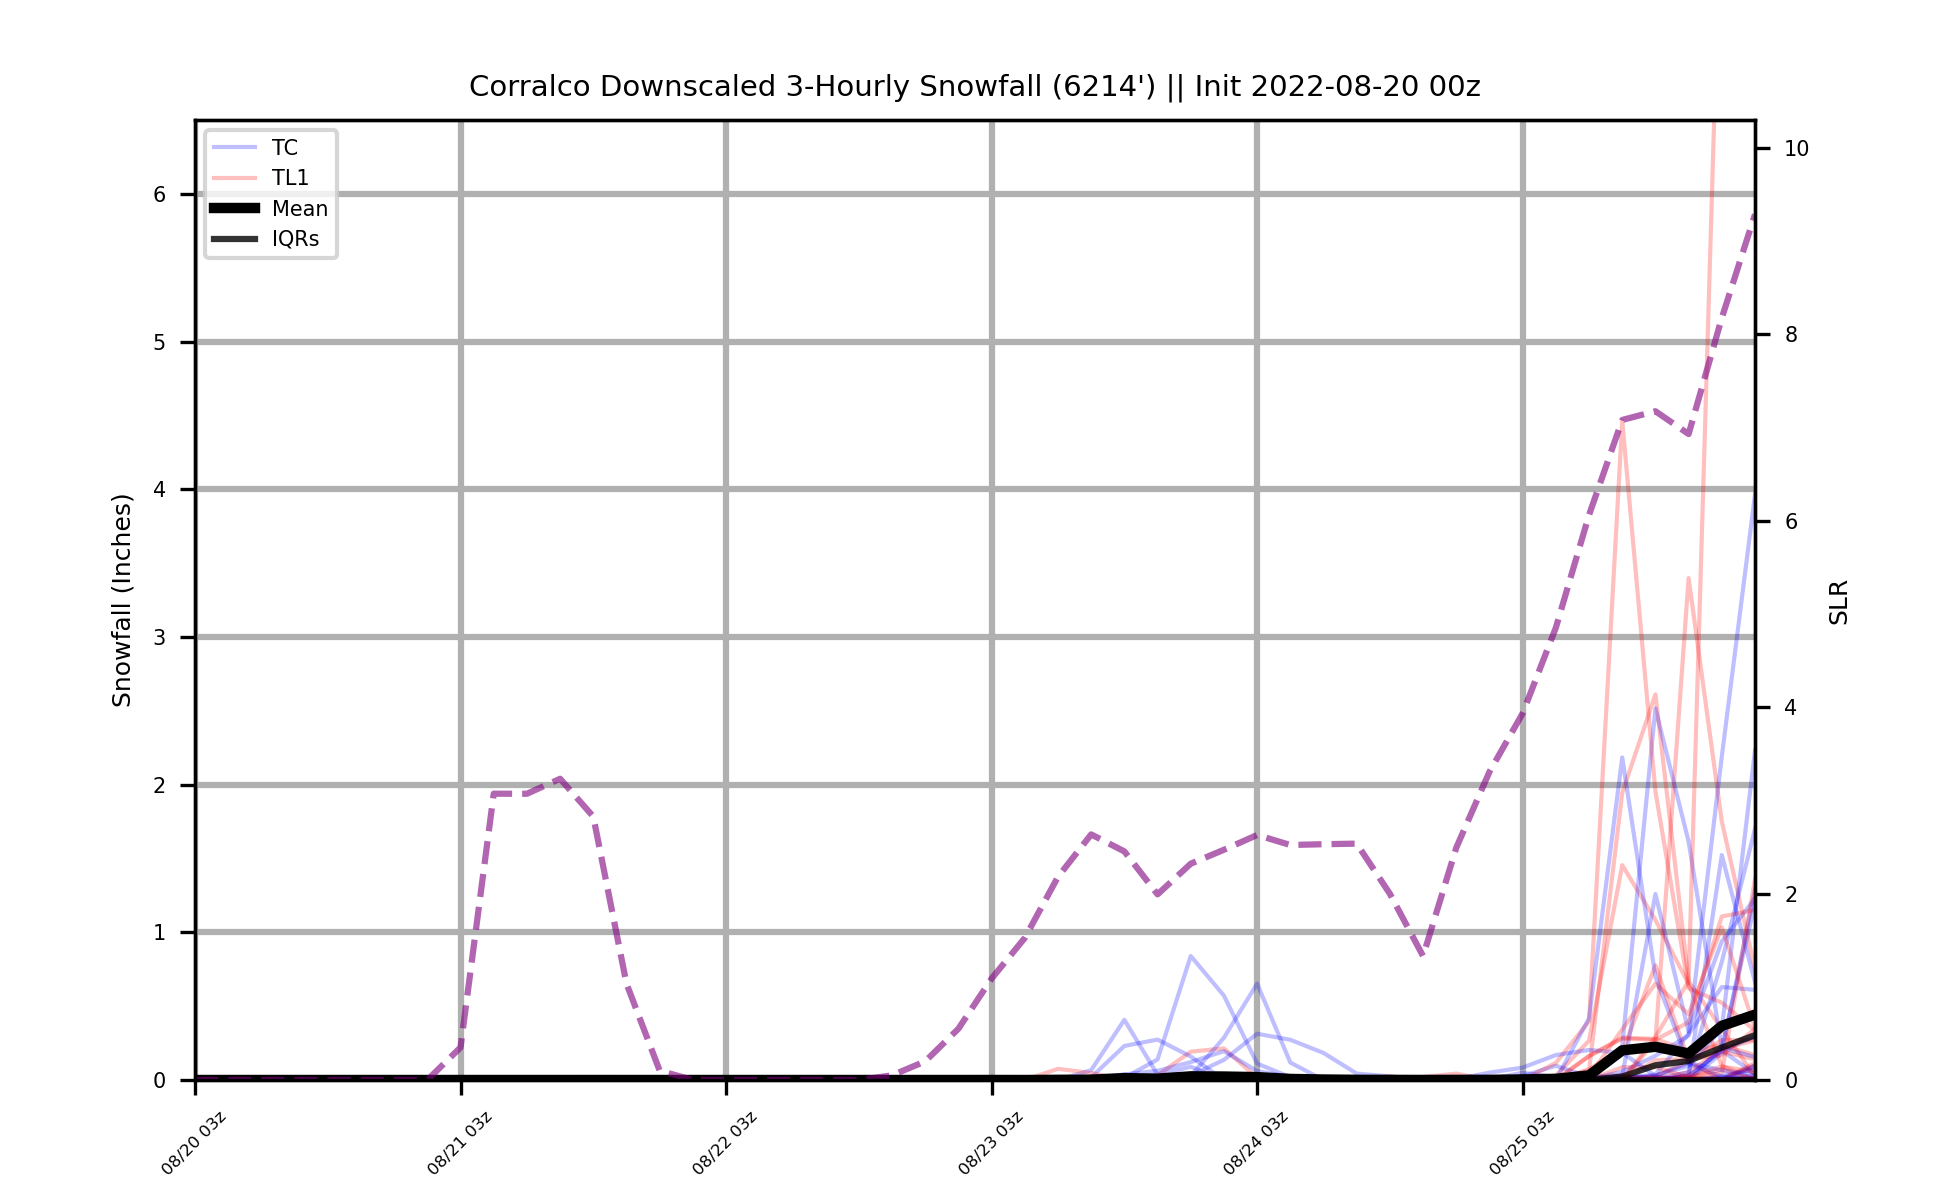 Corralco Downscaled 3-Hourly Snowfall (6214') || Init 2022-08-20 00z
TC
TL1
Mean
IQRs
Snowfall (Inches)
6
5
4
3
2
1
0
10
8
6
4
2
0
SLR
08/20 03z
08/21 03z
08/22 03z
08/23 03z
08/24 03z
08/25 03z